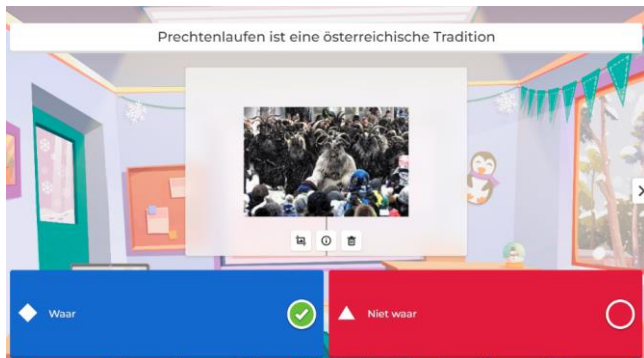 Prechtenlaufen ist eine österreichische Tradition
Waar
Niet waar